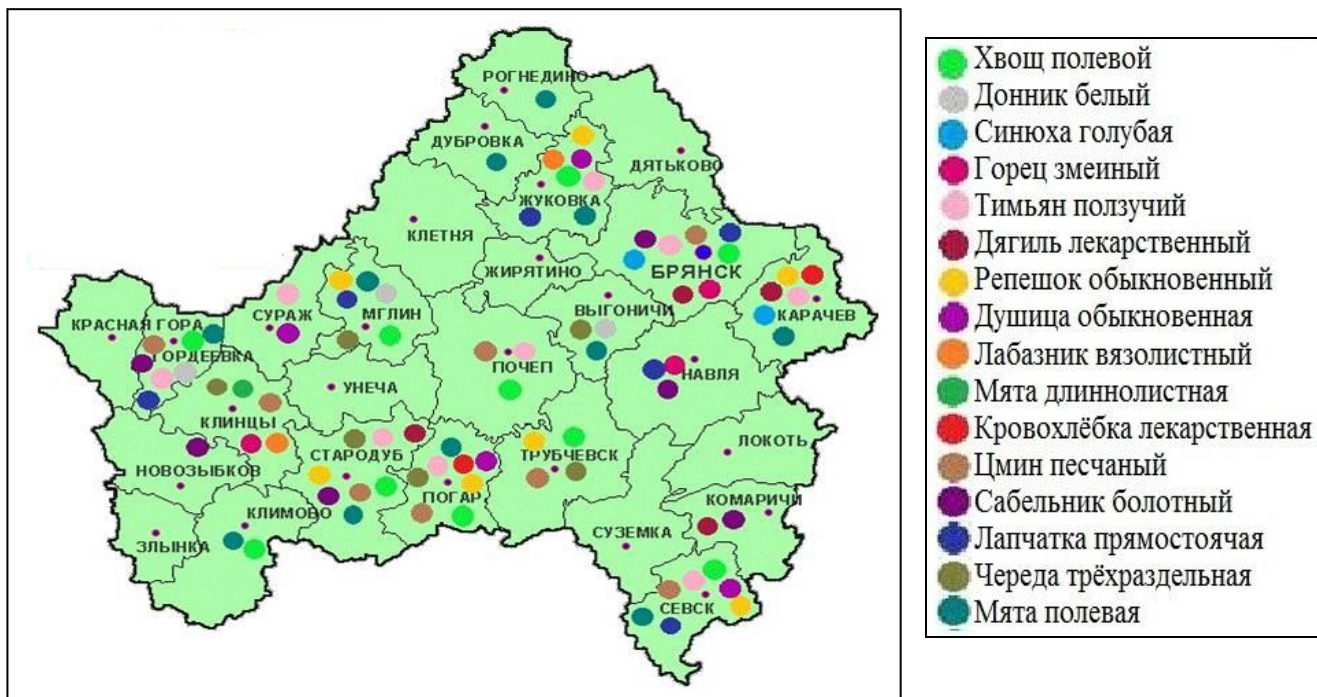 РОГНЕДИНО
ДУБРОВКА
ДЯТЬКОВО
ЖУКОВКА
КЛЕТНЯ
ЖИРЯТИНО
БРЯНСК
КАРАЧЕВ
ВЫГОНИЧИ
МГЛИН
СУРАЖ
КРАСНАЯ ГОРА
ГОРДЕЕВКА
ПОЧЕП
НАВЛЯ
УНЕЧА
КЛИНЦЫ
НОВОЗЫБКОВ
СТАРОДУБ
ТРУБЧЕВСК
ЛОКОТЬ
ПОГАР
КЛИМОВО
КОМАРИЧИ
ЗЛЫНКА
СУЗЕМКА
СЕВСК
Хвощ полевой
Донник белый
Синюха голубая
Горец змеиный
Тимьян ползучий
Дягиль лекарственный
Репешок обыкновенный
Душица обыкновенная
Лабазник вязолистный
Мята длиннолистная
Кровохлёбка лекарственная
Цмин песчаный
Сабельник болотный
Лапчатка прямостоячая
Череда трёхраздельная
Мята полевая